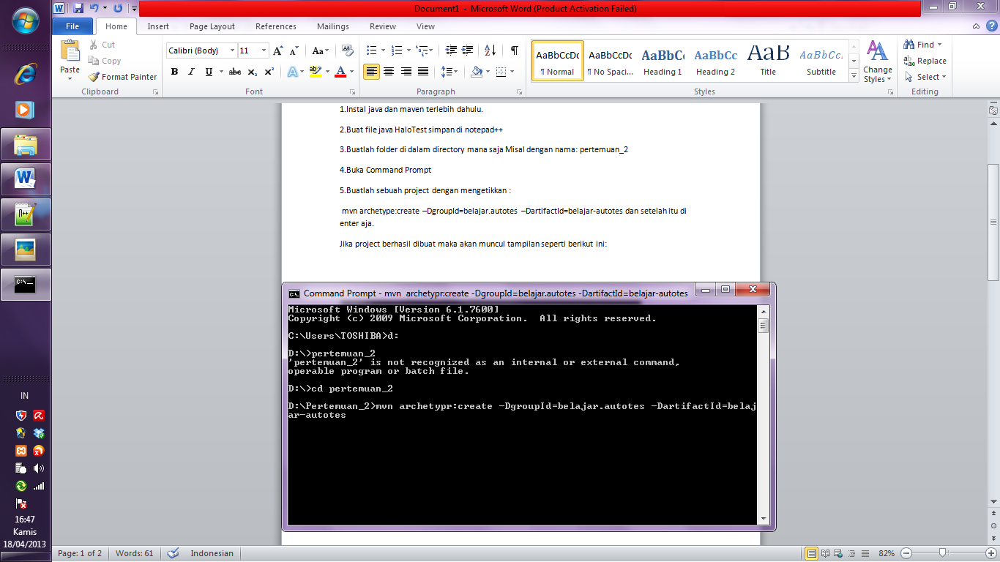 Document1 - Microsoft Word (Product Activation Failed)
File Home Insert Page Layout References Mailings Review View
Paste
Cut
Copy
Format Painter
Clipboard
Calibri (Body) 11
Font
Paragraph
AaBbCcDc AaBbCcDc AaBbCc AaBbCc AaB AaBbCcL
¶ Normal ¶ No Spaci... Heading 1 Heading 2 Title Subtitle
Change Styles
Styles
Find
Replace
Select
Editing
1.Instal java dan maven terlebih dahulu.
2.Buat file java HaloTest simpan di notepad++
3.Buatlah folder di dalam directory mana saja Misal dengan nama: pertemuan_2
4.Buka Command Prompt
5.Buatlah sebuah project dengan mengetikkan :
mvn archetype:create –DgroupId=belajar.autotes –DartifactId=belajar-autotes dan setelah itu di
enter aja.
Jika project berhasil dibuat maka akan muncul tampilan seperti berikut ini:
Command Prompt - mvn archetypr:create -DgroupId=belajar.autotes -DartifactId=belajar-autotes
Microsoft Windows [Version 6.1.7600]
Copyright (c) 2009 Microsoft Corporation. All rights reserved.
C:\Users\TOSHIBA>d:
D:\>pertemuan_2
'pertemuan_2' is not recognized as an internal or external command,
operable program or batch file.
D:\>cd pertemuan_2
D:\Pertemuan_2>mvn archetypr:create -DgroupId=belajar.autotes -DartifactId=belaj
ar-autotes
IN
16:47
Kamis
18/04/2013
Page: 1 of 2 Words: 61 Indonesian 82%